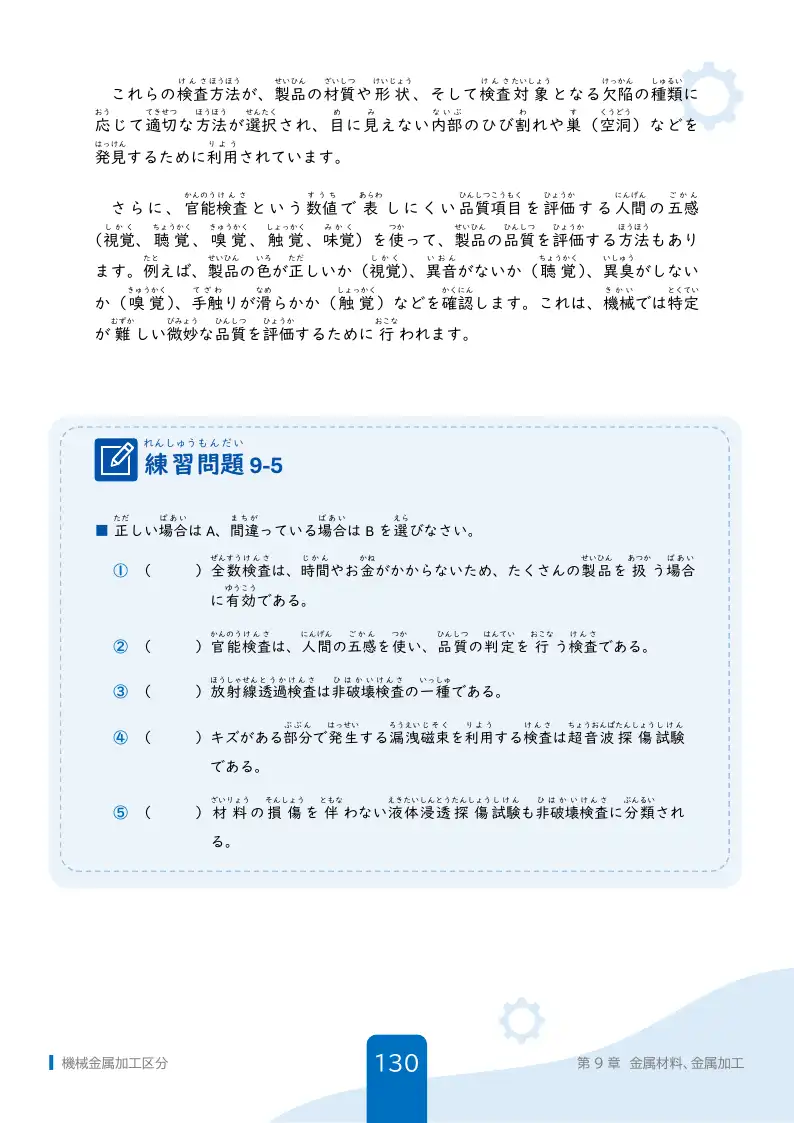 これらの検査方法が、製品の材質や形状、そして検査対象となる欠陥の種類に
応じて適切な方法が選択され、目に見えない内部のひび割れや巣（空洞）などを
発見するために利用されています。
さらに、官能検査という数値で表しにくい品質項目を評価する人間の五感
（視覚、聴覚、嗅覚、触覚、味覚）を使って、製品の品質を評価する方法もあり
ます。例えば、製品の色が正しいか（視覚）、異音がないか（聴覚）、異臭がしない
か（嗅覚）、手触りが滑らかか（触覚）などを確認します。これは、機械では特定
が難しい微妙な品質を評価するために行われます。
れんしゅうもんだい
練習問題 9-5
■ 正しい場合は A、間違っている場合は B を選びなさい。
① （　　　）全数検査は、時間やお金がかからないため、たくさんの製品を扱う場合
に有効である。
② （　　　）官能検査は、人間の五感を使い、品質の判定を行う検査である。
③ （　　　）放射線透過検査は非破壊検査の一種である。
④ （　　　）キズがある部分で発生する漏洩磁束を利用する検査は超音波探傷試験
である。
⑤ （　　　）材料の損傷を伴わない液体浸透探傷試験も非破壊検査に分類され
る。
機械金属加工区分
130
第 9 章 金属材料、金属加工